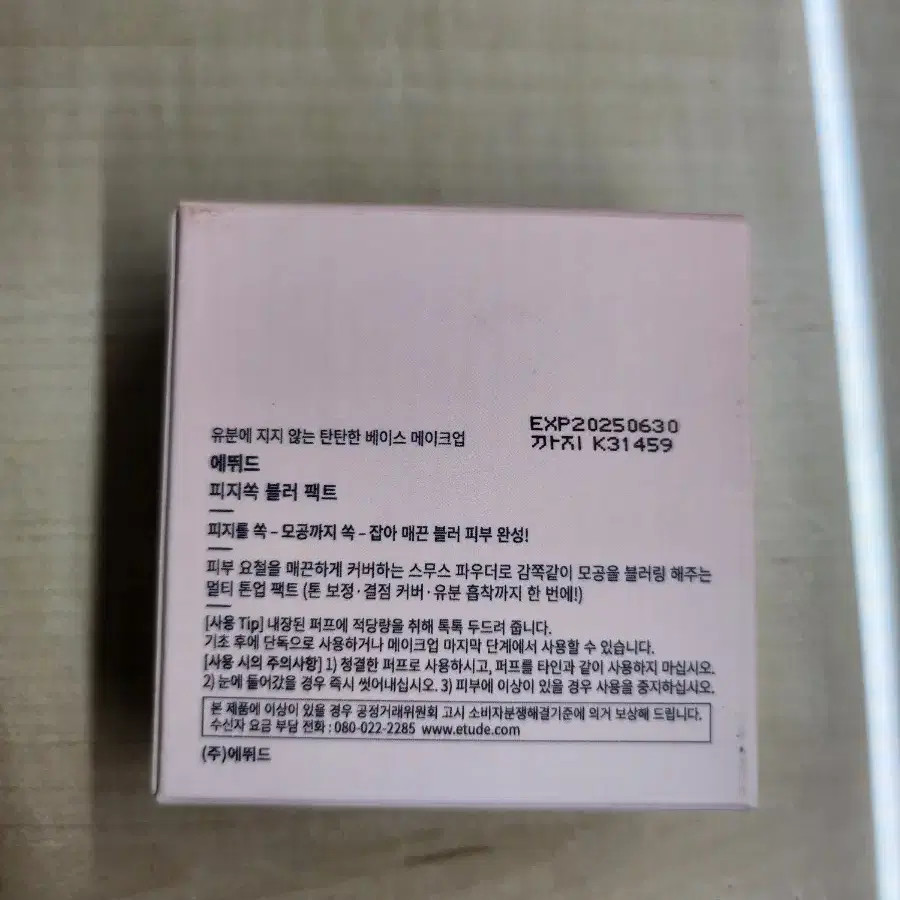 EXP20250630
까지 K31459
유분에 지지 않는 탄탄한 베이스 메이크업
에뛰드
피지쏙 블러 팩트
피지를 쏙 – 모공까지 쏙 – 잡아 매끈 블러 피부 완성!
피부 요철을 매끈하게 커버하는 스무스 파우더로 감쪽같이 모공을 블러링 해주는
멀티 톤업 팩트 (톤 보정·결점 커버·유분 흡착까지 한 번에!)
[사용 Tip] 내장된 퍼프에 적당량을 취해 톡톡 두드려 줍니다.
기초 후에 단독으로 사용하거나 메이크업 마지막 단계에서 사용할 수 있습니다.
[사용 시의 주의사항] 1) 청결한 퍼프로 사용하시고, 퍼프를 타인과 같이 사용하지 마십시오.
2) 눈에 들어갔을 경우 즉시 씻어내십시오. 3) 피부에 이상이 있을 경우 사용을 중지하십시오.
본 제품에 이상이 있을 경우 공정거래위원회 고시 소비자분쟁해결기준에 의거 보상해 드립니다.
수신자 요금 부담 전화 : 080-022-2285 www.etude.com
(주)에뛰드